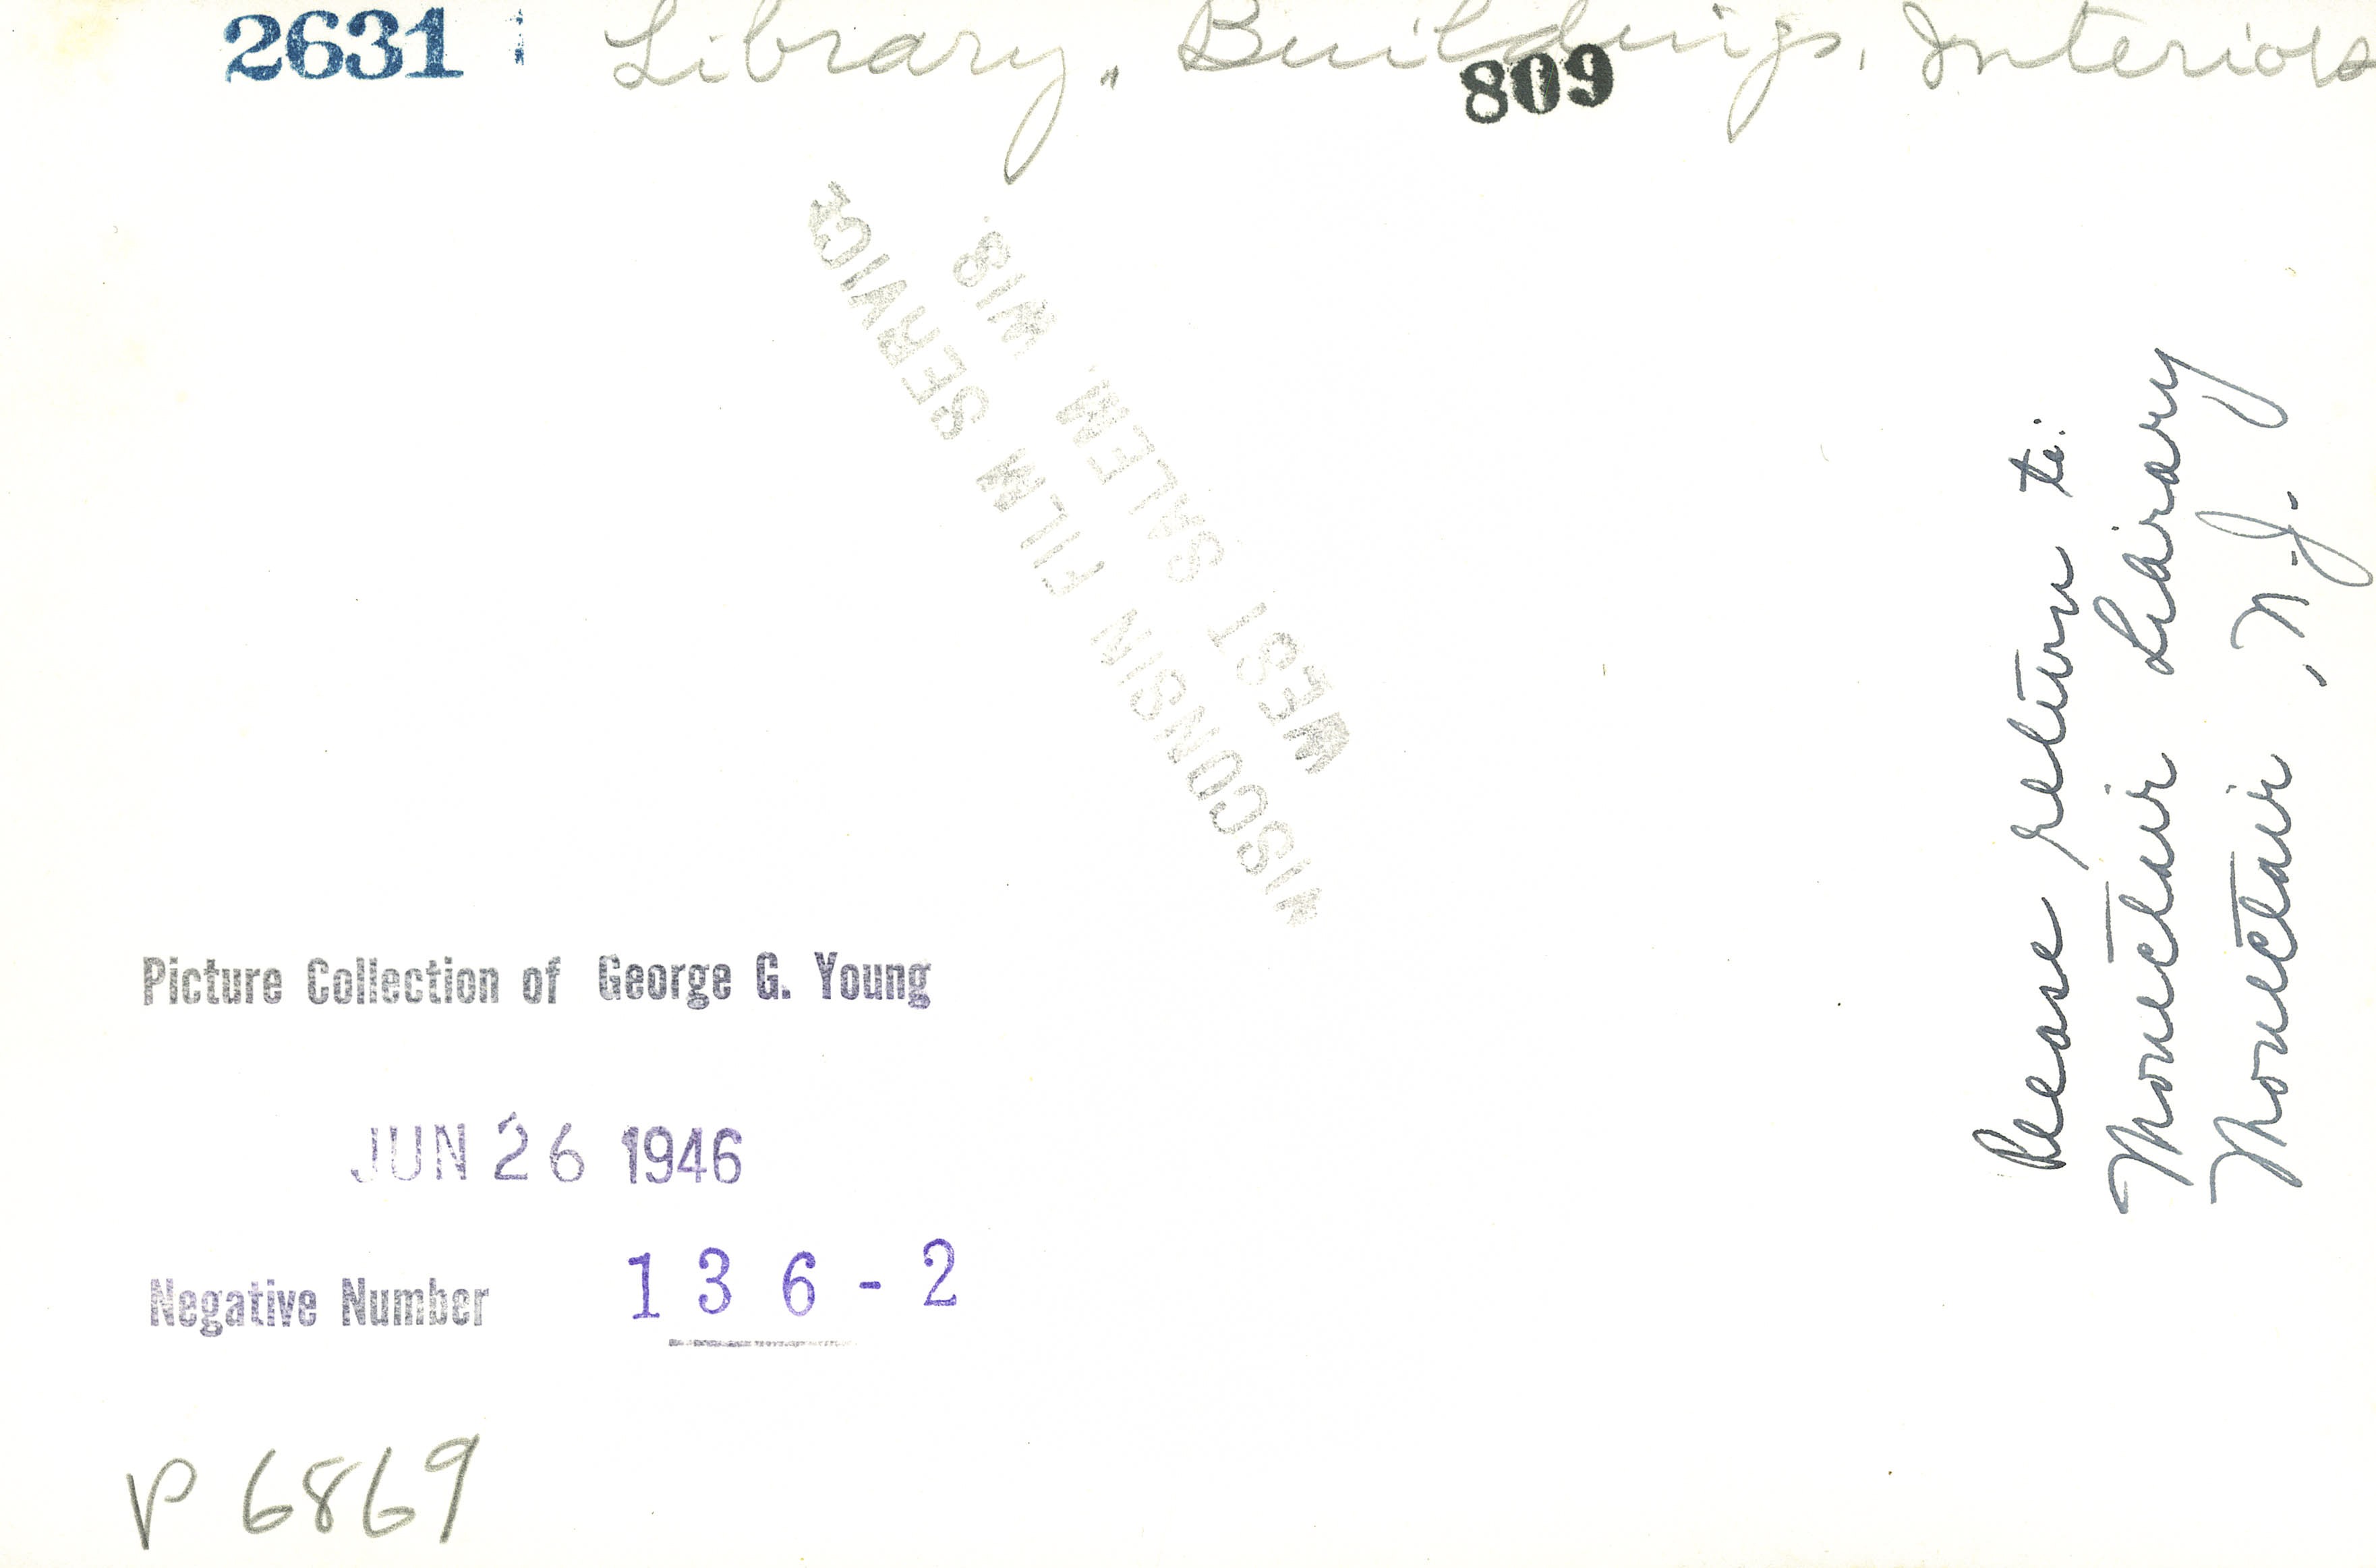 2631
Library, Buildings, Interiors
809
WISCONSIN FILM SERVICE
WEST SALEM, WIS.
Please return to:
Montclair Library
Montclair, N.J.
Picture Collection of George G. Young
JUN 26 1946
Negative Number 136-2
P 6869